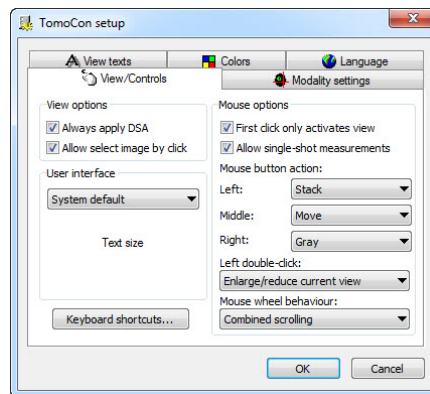 TomoCon setup
View texts
Colors
Language
View/Controls
Modality settings
View options
Always apply DSA
Allow select image by click
User interface
System default
Text size
Keyboard shortcuts...
Mouse options
First click only activates view
Allow single-shot measurements
Mouse button action:
Left: Stack
Middle: Move
Right: Gray
Left double-click:
Enlarge/reduce current view
Mouse wheel behaviour:
Combined scrolling
OK
Cancel